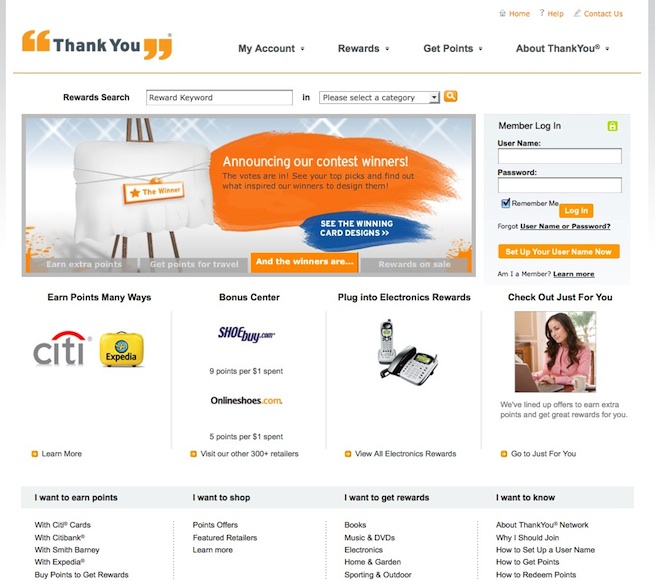 Home
Help
Contact Us
Thank You®
My Account
Rewards
Get Points
About ThankYou®
Rewards Search
Reward Keyword
in
Please select a category
Announcing our contest winners!
The votes are in! See your top picks and find
out what inspired our winners to design them!
The Winner
SEE THE WINNING
CARD DESIGNS >>
Earn extra points
Get points for travel
And the winners are...
Rewards on sale
Member Log In
User Name:
Password:
Remember Me
Log In
Forgot User Name or Password?
Set Up Your User Name Now
Am I a Member? Learn more
Earn Points Many Ways
citi®
Expedia
Learn More
Bonus Center
SHOEbuy.com
9 points per $1 spent
Onlineshoes.com.
5 points per $1 spent
Visit our other 300+ retailers
Plug into Electronics Rewards
View All Electronics Rewards
Check Out Just For You
We've lined up offers to earn extra
points and get great rewards for you.
Go to Just For You
I want to earn points
With Citi® Cards
With Citibank®
With Smith Barney
With Expedia®
Buy Points to Get Rewards
I want to shop
Points Offers
Featured Retailers
Learn more
I want to get rewards
Books
Music & DVDs
Electronics
Home & Garden
Sporting & Outdoor
I want to know
About ThankYou® Network
Why I Should Join
How to Set Up a User Name
How to Get Points
How to Redeem Points